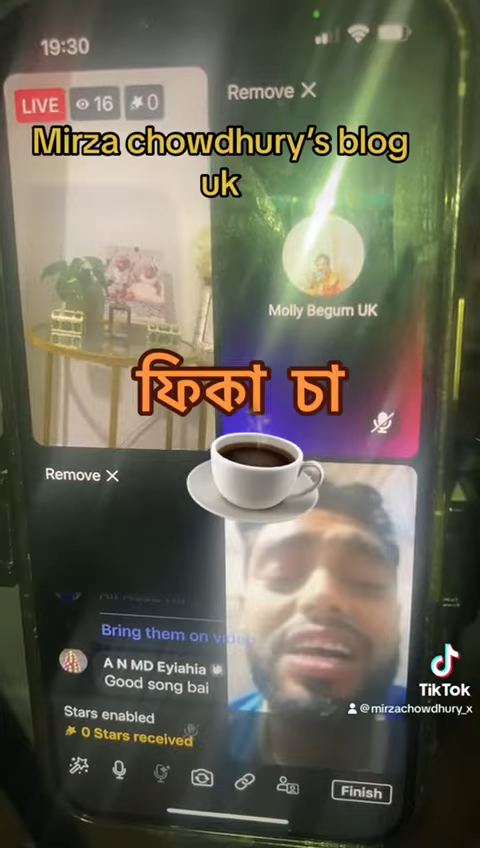 19:30
LIVE 16 0
Remove X
Mirza chowdhury's blog
uk
Molly Begum UK
ফিকা চা
Remove X
Bring them on video
A N MD Eyiahia
Good song bai
Stars enabled
0 Stars received
Finish
TikTok
@mirzachowdhury_x